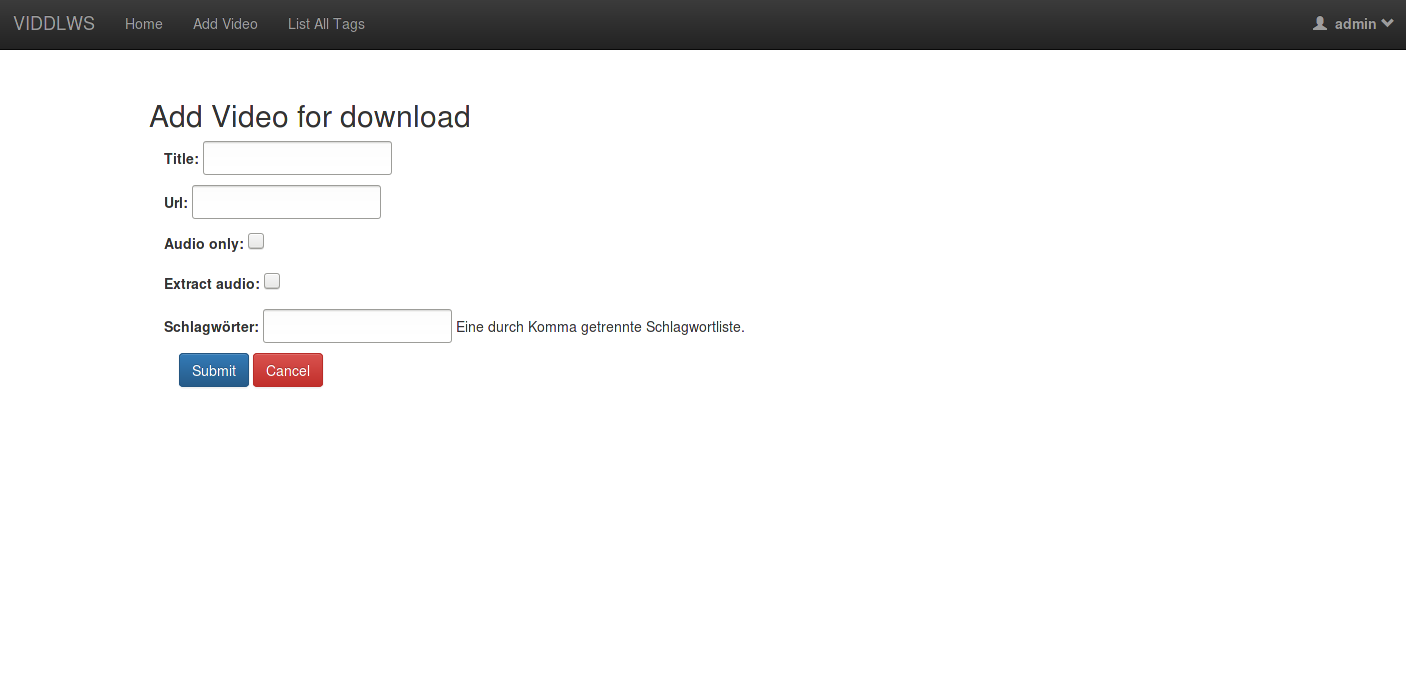 VIDDLWS Home Add Video List All Tags admin
Add Video for download
Title:
Url:
Audio only:
Extract audio:
Schlagwörter: Eine durch Komma getrennte Schlagwortliste.
Submit Cancel